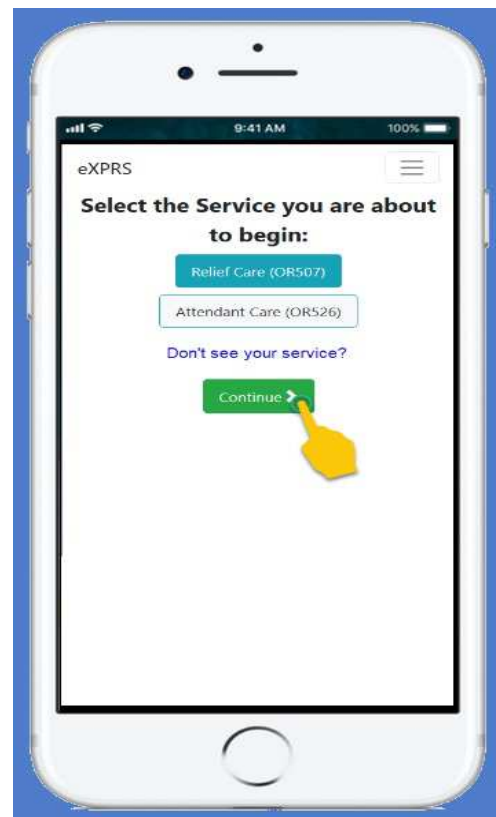 9:41 AM 100%
eXPRS
Select the Service you are about
to begin:
Relief Care (OR507)
Attendant Care (OR526)
Don't see your service?
Continue